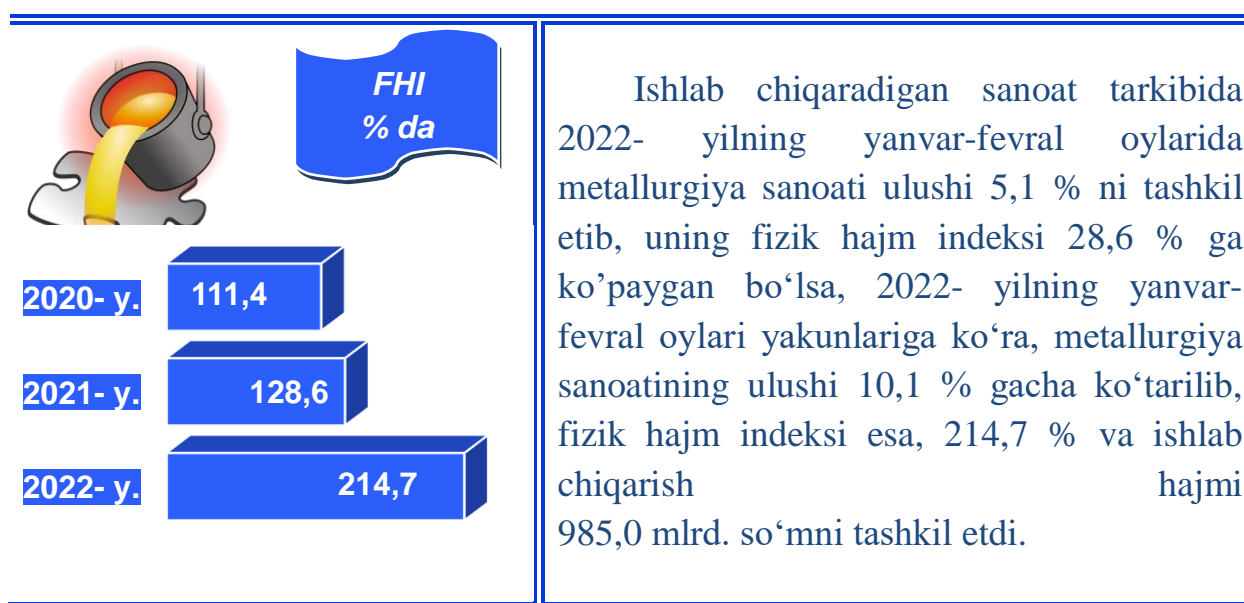 FHI
% da
2020- y.
111,4
2021- y.
128,6
2022- y.
214,7
Ishlab chiqaradigan sanoat tarkibida
2022- yilning yanvar-fevral oylarida
metallurgiya sanoati ulushi 5,1 % ni tashkil
etib, uning fizik hajm indeksi 28,6 % ga
ko’paygan bo‘lsa, 2022- yilning yanvar-
fevral oylari yakunlariga ko‘ra, metallurgiya
sanoatining ulushi 10,1 % gacha ko‘tarilib,
fizik hajm indeksi esa, 214,7 % va ishlab
chiqarish hajmi
985,0 mlrd. so‘mni tashkil etdi.